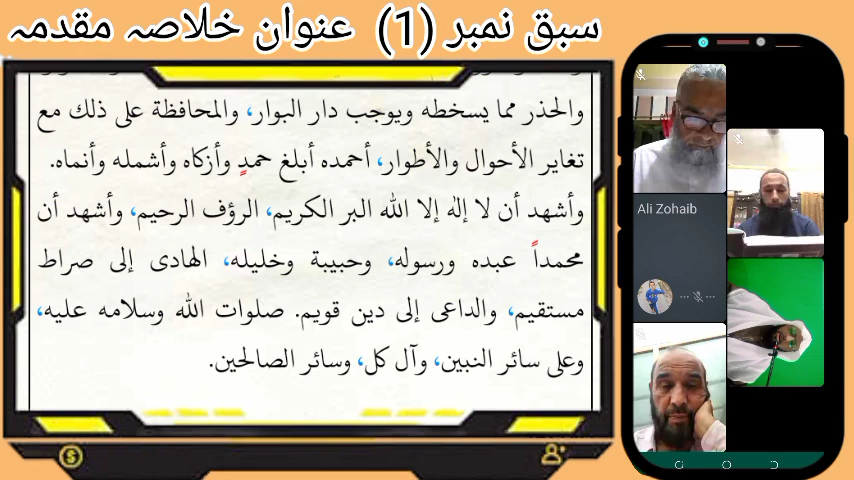 سبق نمبر (1) عنوان خلاصہ مقدمہ
والحذر مما يسخطه ويوجب دار البوار، والمحافظة على ذلك مع
تغاير الأحوال والأطوار، أحمده أبلغ حمدٍ وأزكاه وأشمله وأنماه.
وأشهد أن لا إله إلا الله البر الكريم، الرؤف الرحيم، وأشهد أن
محمداً عبده ورسوله، وحبيبة وخليله، الهادى إلى صراط
مستقيم، والداعى إلى دين قويم. صلوات الله وسلامه عليه،
وعلى سائر النبين، وآل كل، وسائر الصالحين.
Ali Zohaib